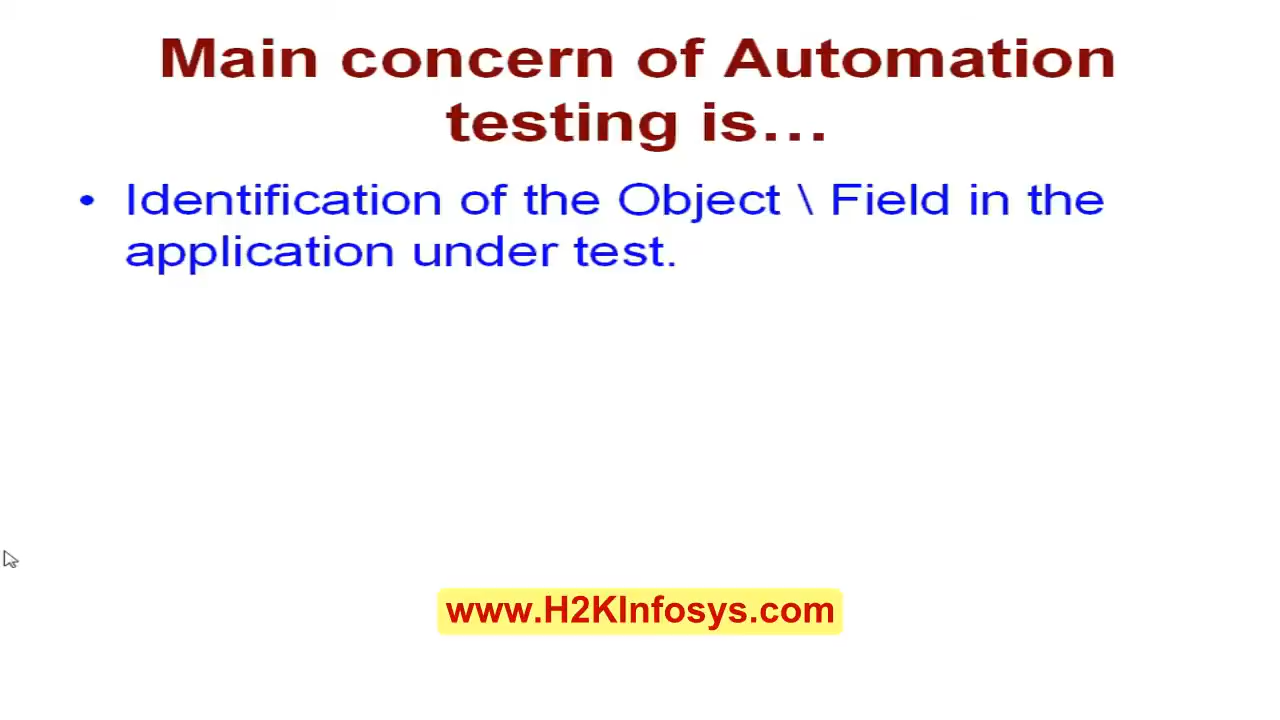 Main concern of Automation
testing is…
• Identification of the Object \ Field in the
application under test.
www.H2KInfosys.com